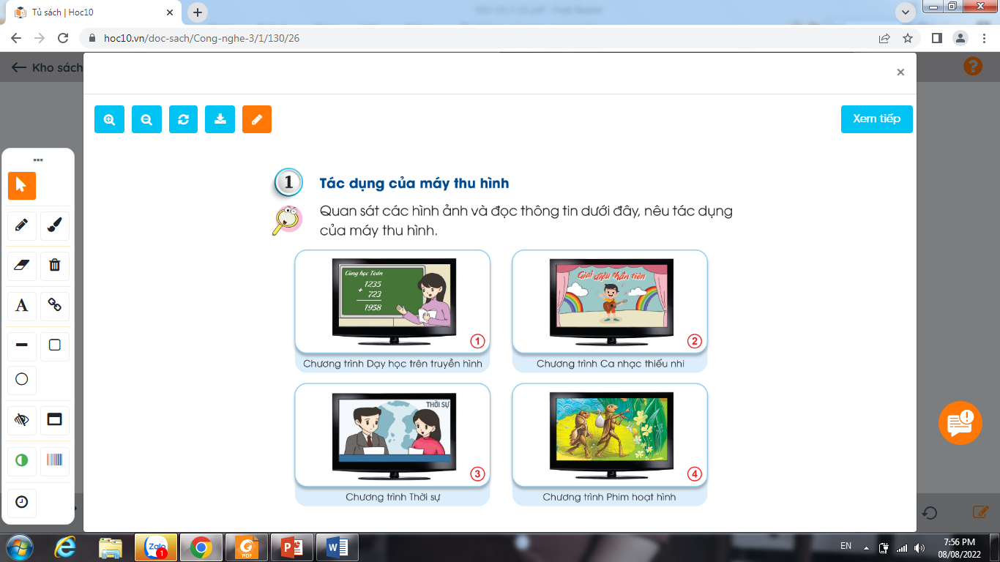 Tủ sách | Hoc10
hoc10.vn/doc-sach/Cong-nghe-3/1/130/26
Kho sách
Xem tiếp
1 Tác dụng của máy thu hình
Quan sát các hình ảnh và đọc thông tin dưới đây, nêu tác dụng
của máy thu hình.
Cùng học Toán
1235
+
723
1958
1
Chương trình Dạy học trên truyền hình
Giai điệu thần tiên
2
Chương trình Ca nhạc thiếu nhi
THỜI SỰ
3
Chương trình Thời sự
4
Chương trình Phim hoạt hình
A
Zalo
1
PDF
P
W
EN
7:56 PM
08/08/2022